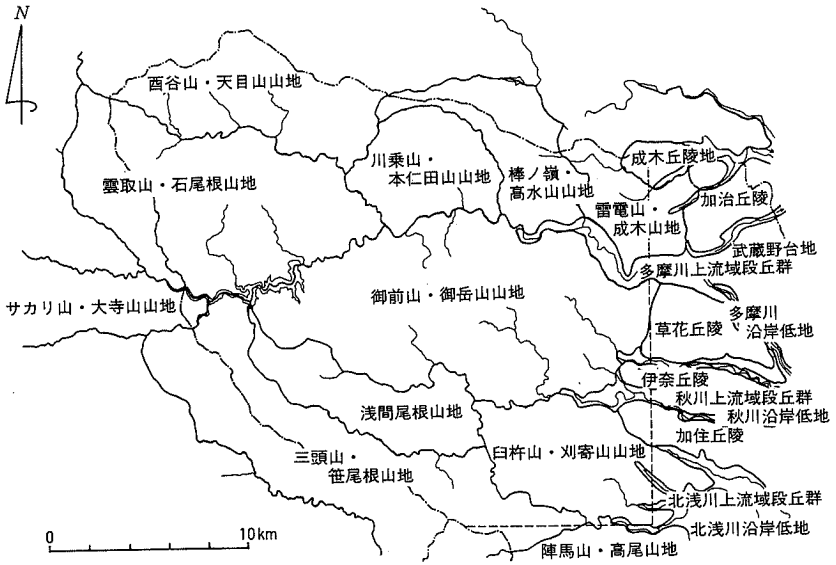 N
酉谷山・天目山山地
川乗山・
本仁田山山地
棒ノ嶺・
高水山山地
成木丘陵地
加治丘陵
雲取山・石尾根山地
雷電山・
成木山地
武蔵野台地
多摩川上流域段丘群
サカリ山・大寺山山地
御前山・御岳山山地
多摩川
沿岸低地
草花丘陵
伊奈丘陵
秋川上流域段丘群
秋川沿岸低地
浅間尾根山地
加住丘陵
三頭山・
笹尾根山地
臼杵山・刈寄山山地
北浅川上流域段丘群
北浅川沿岸低地
陣馬山・高尾山地
0
10km